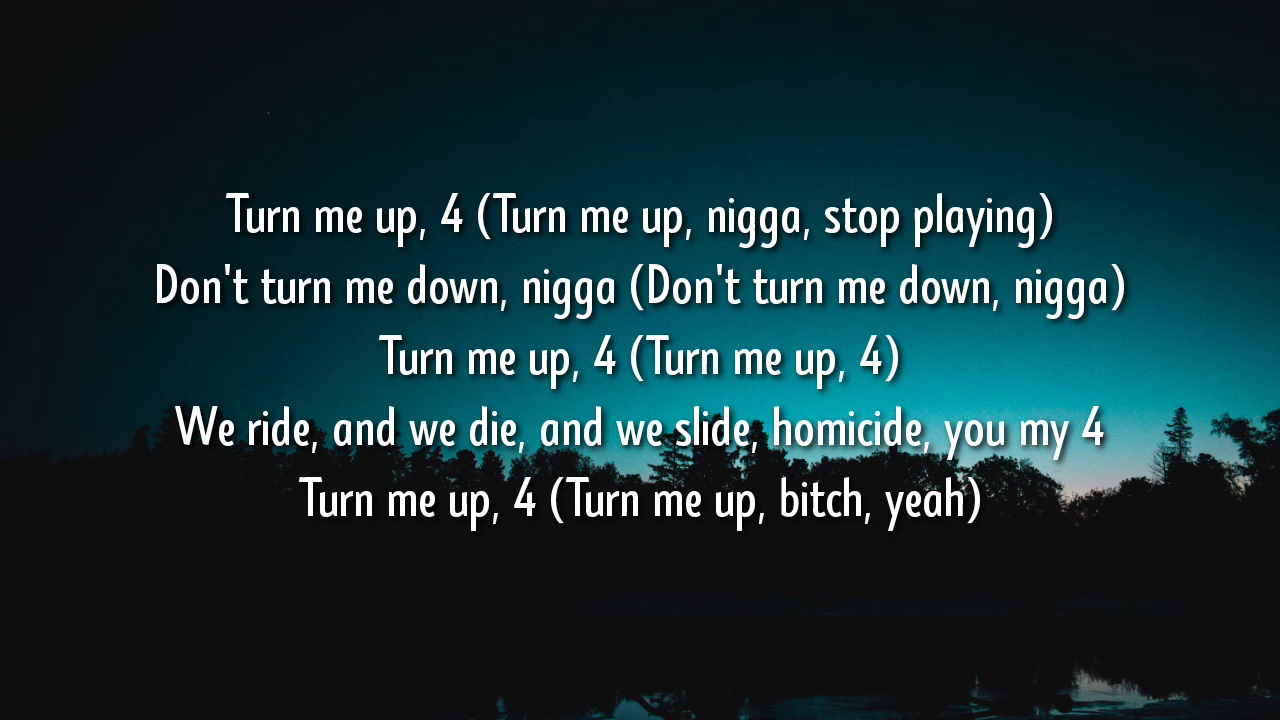 Turn me up, 4 (Turn me up, nigga, stop playing)
Don't turn me down, nigga (Don't turn me down, nigga)
Turn me up, 4 (Turn me up, 4)
We ride, and we die, and we slide, homicide, you my 4
Turn me up, 4 (Turn me up, bitch, yeah)